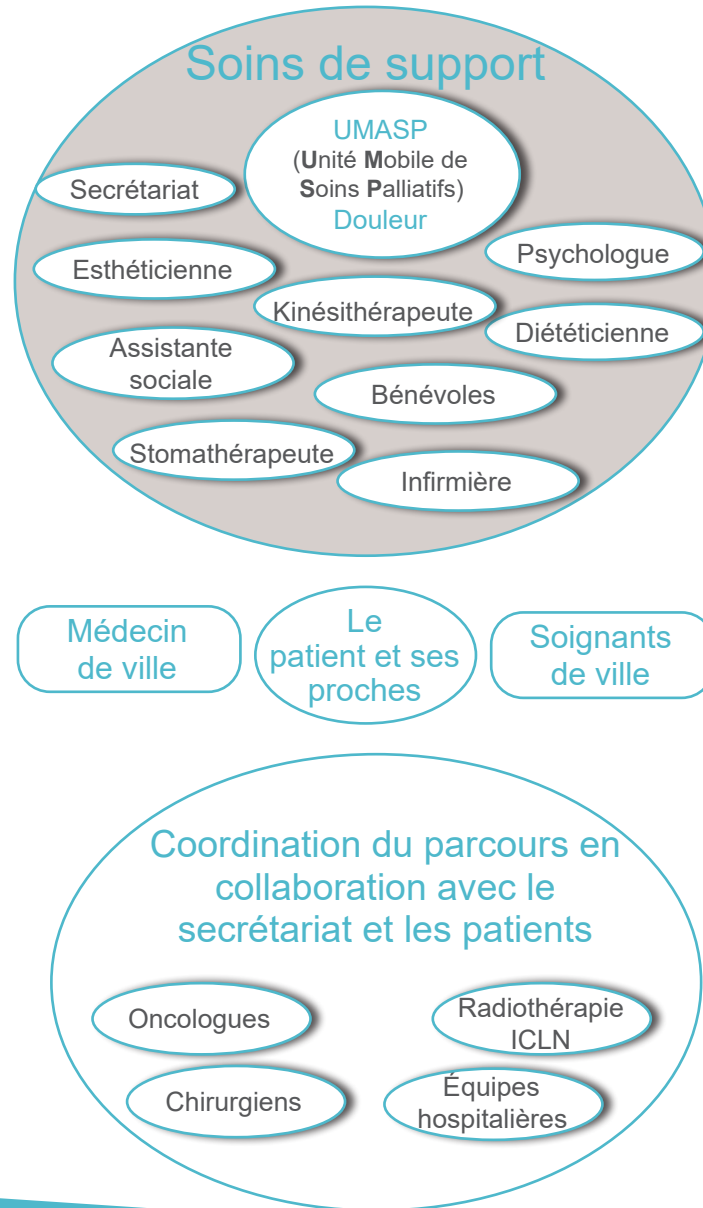 Soins de support
UMASP
(Unité Mobile de
Soins Palliatifs)
Douleur
Secrétariat
Psychologue
Esthéticienne
Kinésithérapeute
Diététicienne
Assistante
sociale
Bénévoles
Stomathérapeute
Infirmière
Médecin
de ville
Le
patient et ses
proches
Soignants
de ville
Coordination du parcours en
collaboration avec le
secrétariat et les patients
Oncologues
Radiothérapie
ICLN
Chirurgiens
Équipes
hospitalières